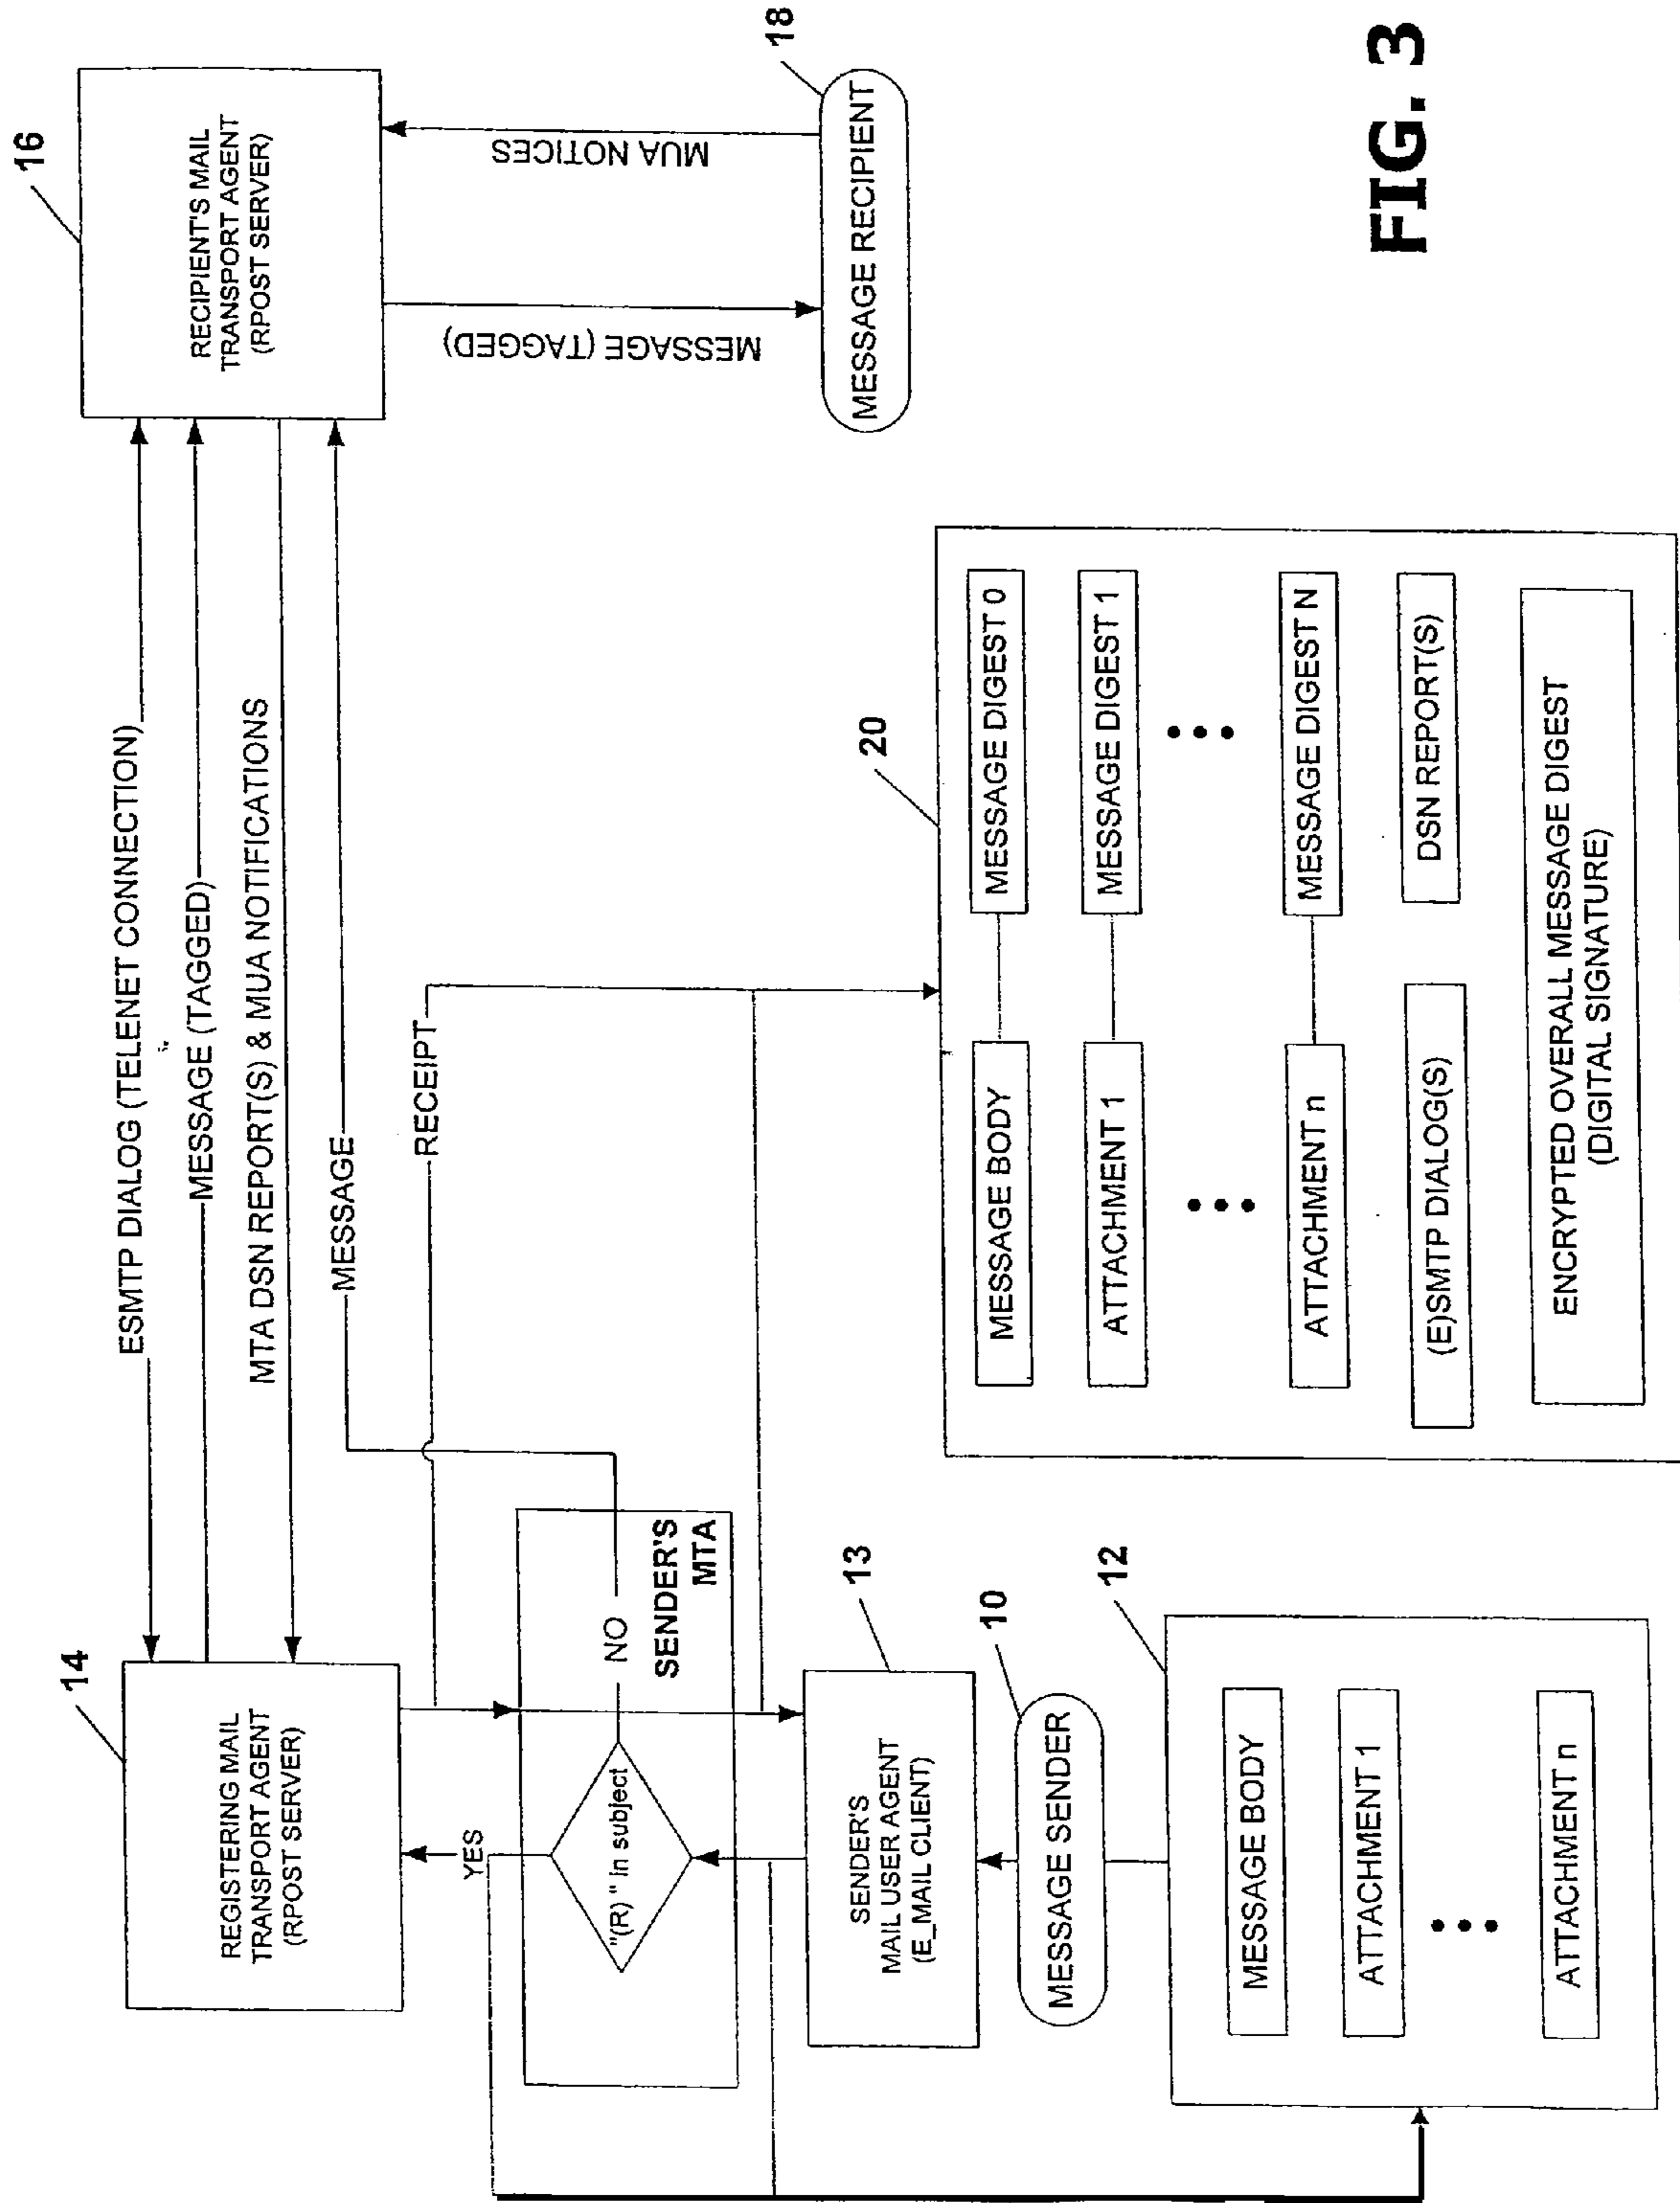 14
REGISTERING MAIL
TRANSPORT AGENT
(RPOST SERVER)
ESMTP DIALOG (TELENET CONNECTION)
MESSAGE (TAGGED)
MTA DSN REPORT(S) & MUA NOTIFICATIONS
MESSAGE
RECEIPT
16
RECIPIENT'S MAIL
TRANSPORT AGENT
(RPOST SERVER)
MESSAGE (TAGGED)
MUA NOTICES
18
MESSAGE RECIPIENT
YES
"(R) " In subject
NO
SENDER'S
MTA
13
SENDER'S
MAIL USER AGENT
(E_MAIL CLIENT)
10
MESSAGE SENDER
12
MESSAGE BODY
ATTACHMENT 1
•••
ATTACHMENT n
20
MESSAGE BODY
MESSAGE DIGEST 0
ATTACHMENT 1
MESSAGE DIGEST 1
•••
•••
ATTACHMENT n
MESSAGE DIGEST N
(E)SMTP DIALOG(S)
DSN REPORT(S)
ENCRYPTED OVERALL MESSAGE DIGEST
(DIGITAL SIGNATURE)
FIG. 3